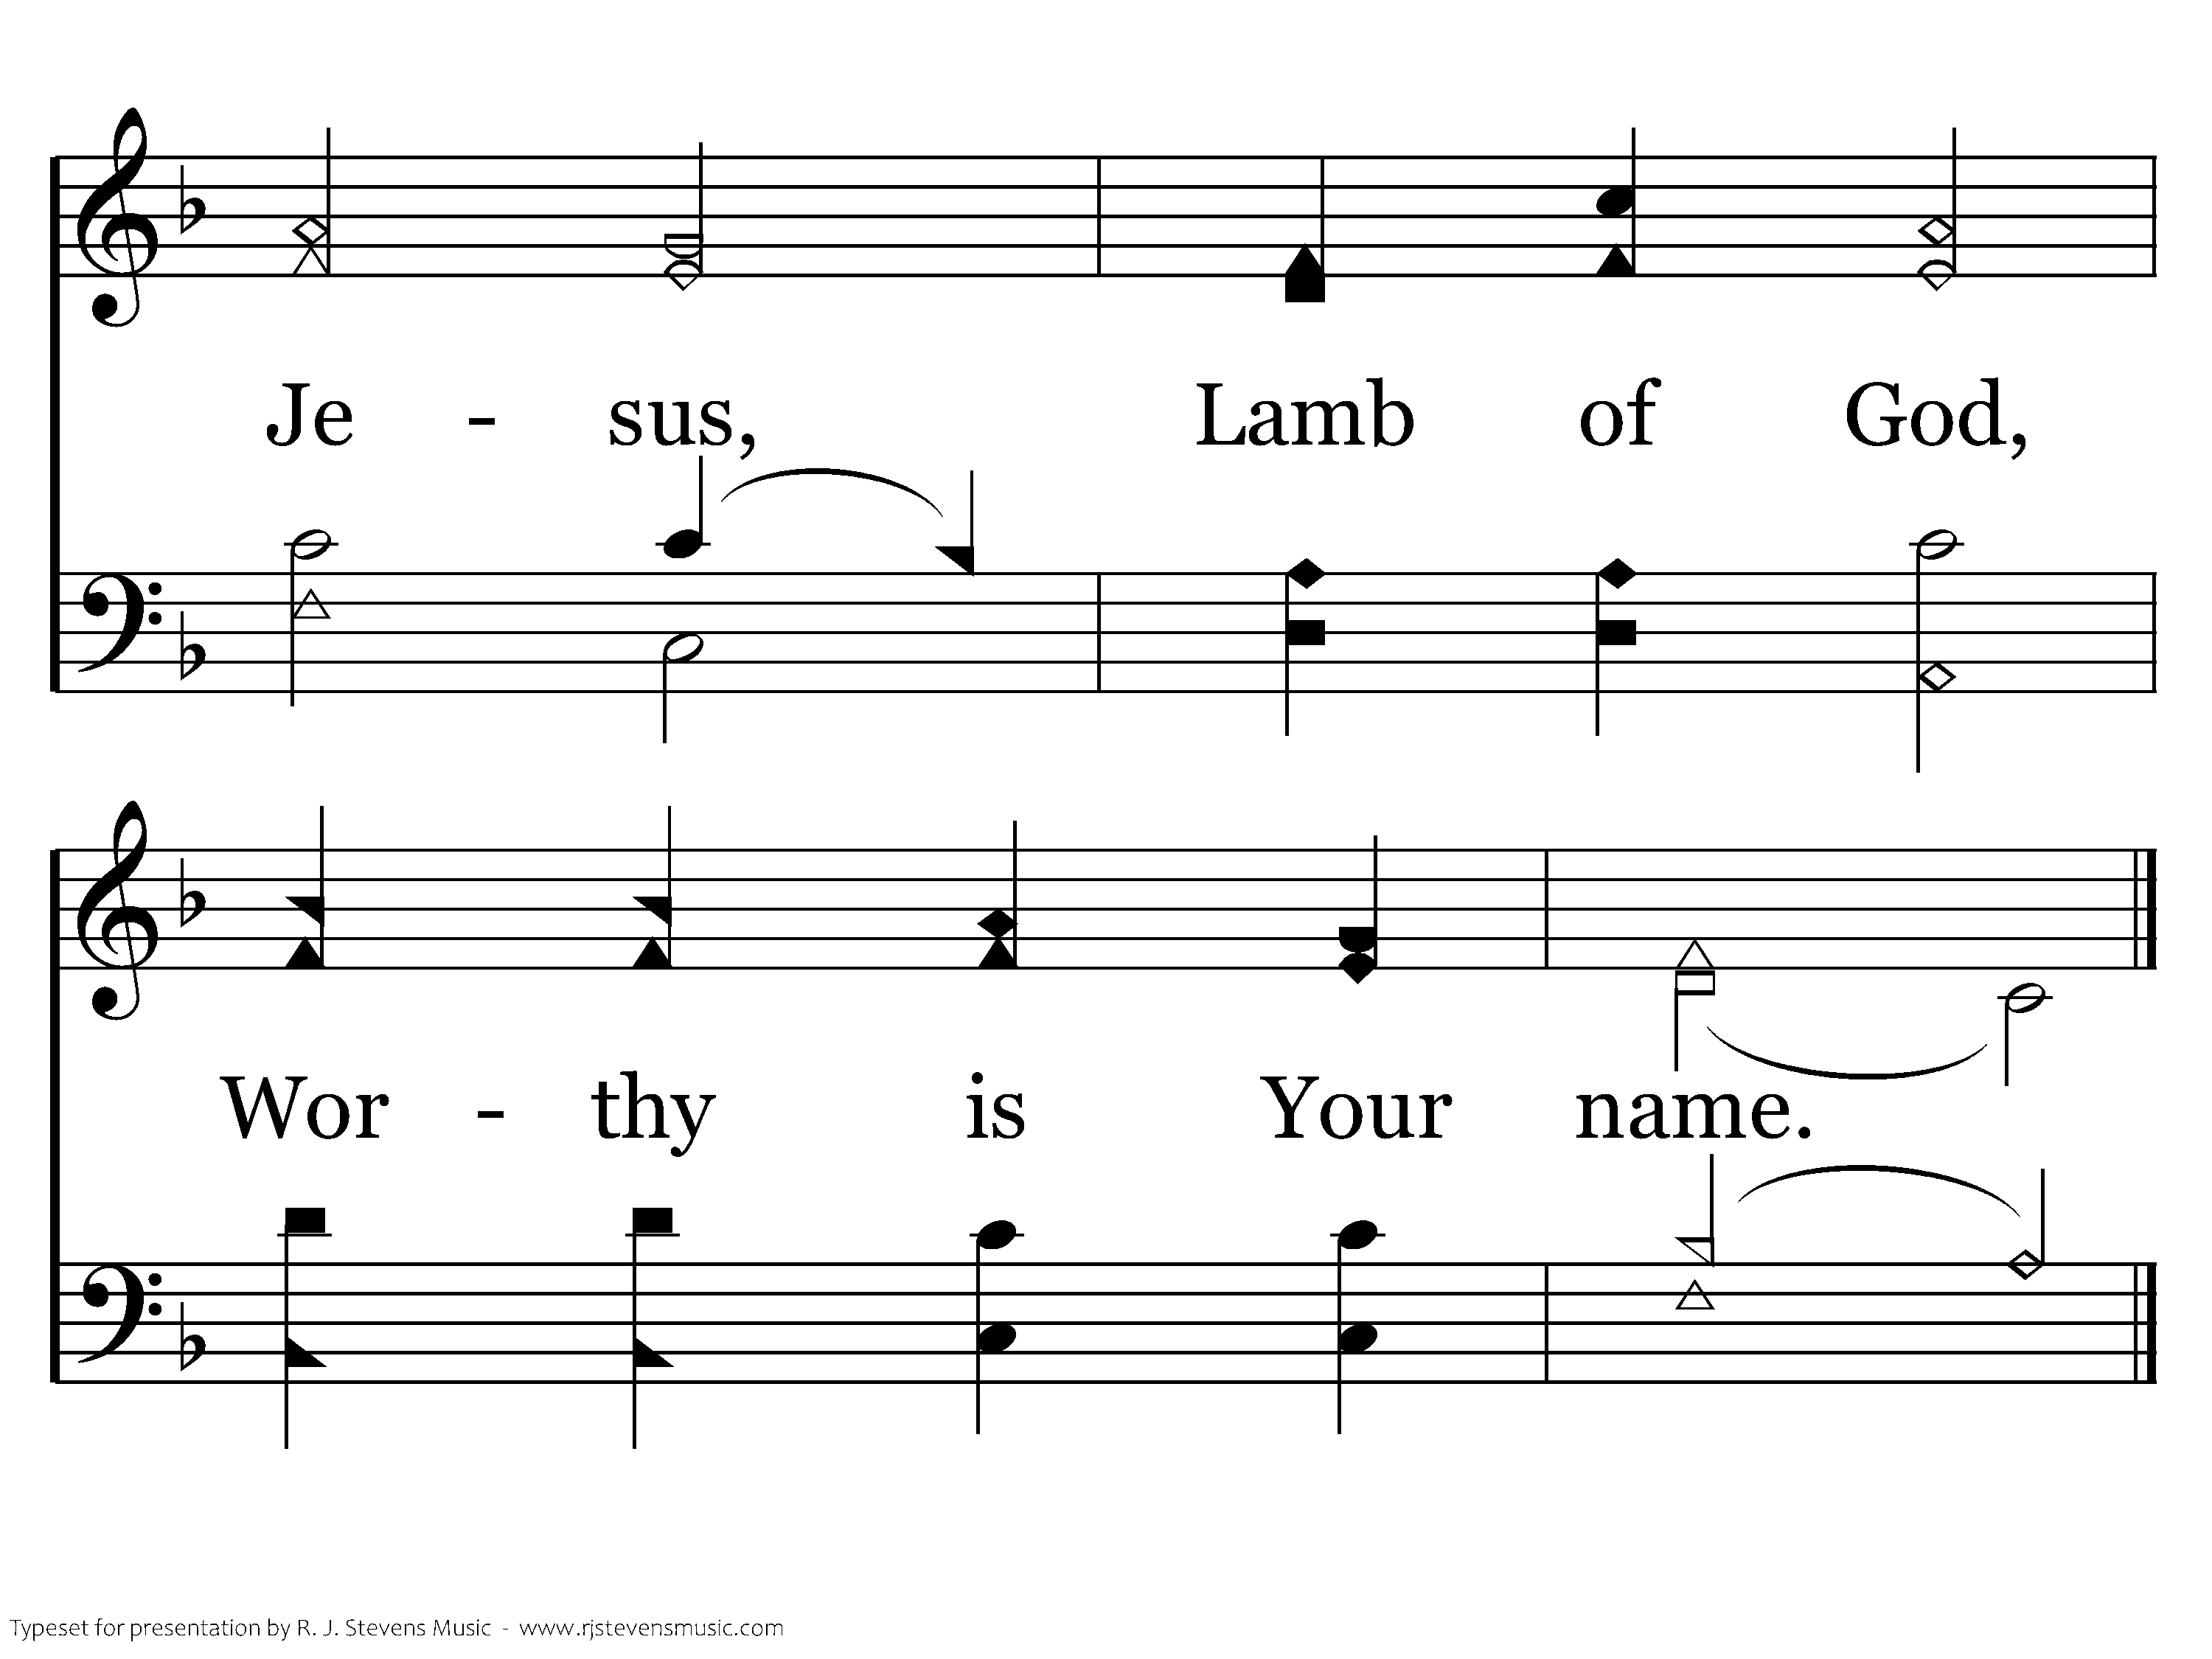 Je - sus, Lamb of God,
Wor - thy is Your name.
Typeset for presentation by R. J. Stevens Music - www.rjstevensmusic.com